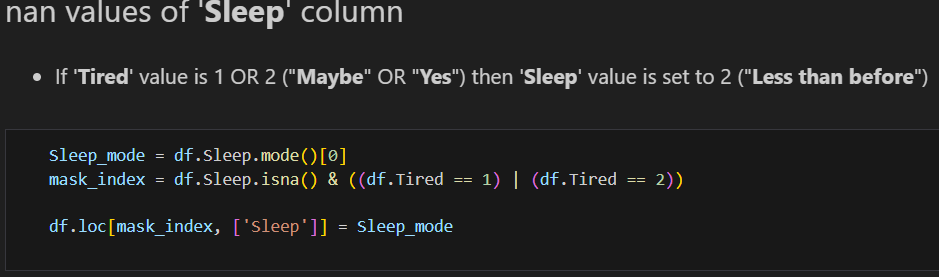 nan values of 'Sleep' column
• If 'Tired' value is 1 OR 2 ("Maybe" OR "Yes") then 'Sleep' value is set to 2 ("Less than before")
Sleep_mode = df.Sleep.mode()[0]
mask_index = df.Sleep.isna() & ((df.Tired == 1) | (df.Tired == 2))
df.loc[mask_index, ['Sleep']] = Sleep_mode